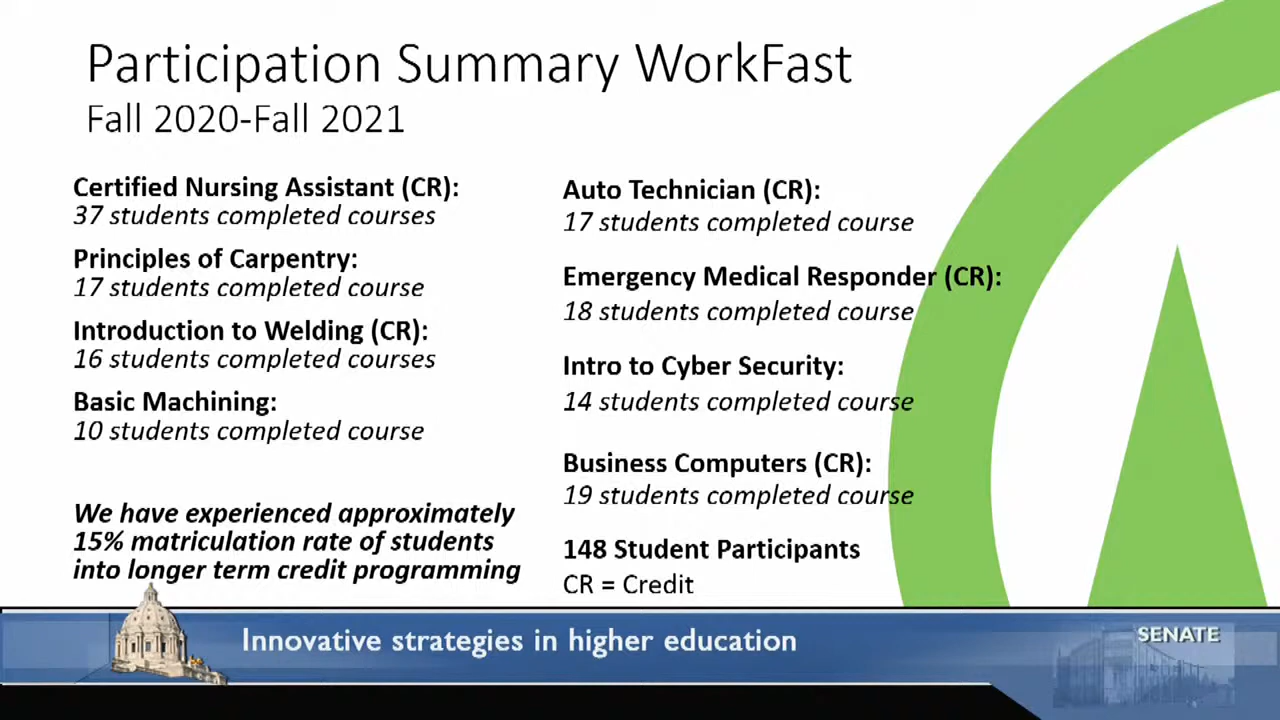 Participation Summary WorkFast
Fall 2020-Fall 2021
Certified Nursing Assistant (CR):
37 students completed courses
Principles of Carpentry:
17 students completed course
Introduction to Welding (CR):
16 students completed courses
Basic Machining:
10 students completed course
We have experienced approximately
15% matriculation rate of students
into longer term credit programming
Auto Technician (CR):
17 students completed course
Emergency Medical Responder (CR):
18 students completed course
Intro to Cyber Security:
14 students completed course
Business Computers (CR):
19 students completed course
148 Student Participants
CR = Credit
Innovative strategies in higher education
SENATE